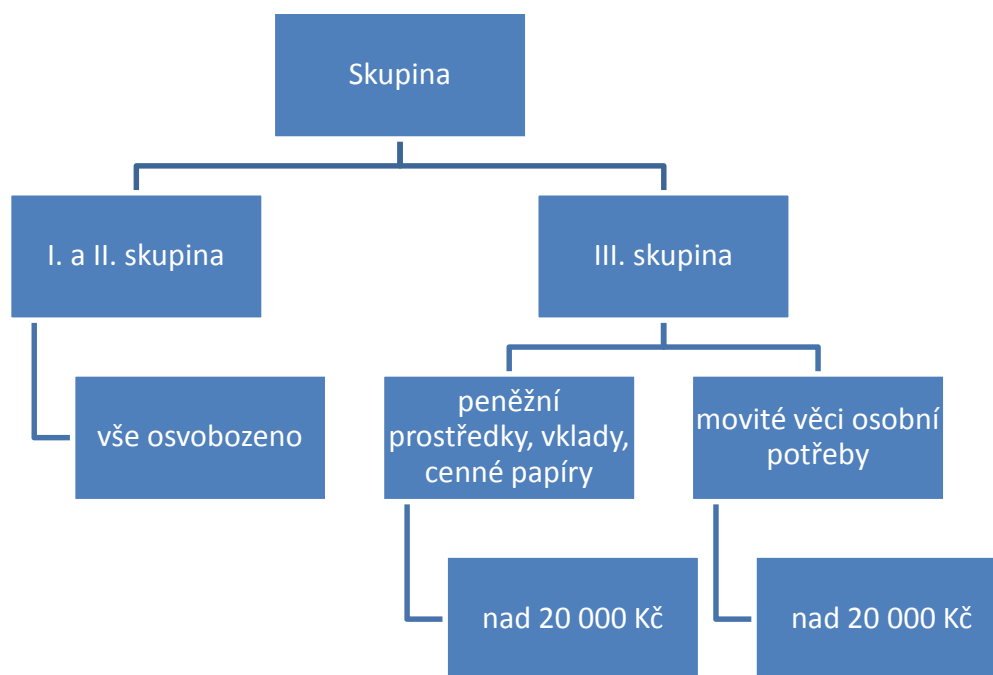 Skupina
I. a II. skupina
III. skupina
vše osvobozeno
peněžní
prostředky, vklady,
cenné papíry
movité věci osobní
potřeby
nad 20 000 Kč
nad 20 000 Kč